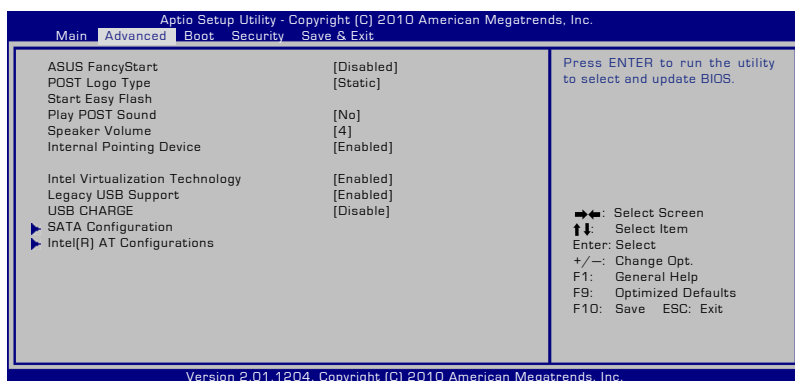 Aptio Setup Utility - Copyright (C) 2010 American Megatrends, Inc.
Main Advanced Boot Security Save & Exit
ASUS FancyStart [Disabled]
POST Logo Type [Static]
Start Easy Flash
Play POST Sound [No]
Speaker Volume [4]
Internal Pointing Device [Enabled]
Intel Virtualization Technology [Enabled]
Legacy USB Support [Enabled]
USB CHARGE [Disable]
SATA Configuration
Intel(R) AT Configurations
Press ENTER to run the utility
to select and update BIOS.
→←: Select Screen
↑↓: Select Item
Enter: Select
+/—: Change Opt.
F1: General Help
F9: Optimized Defaults
F10: Save ESC: Exit
Version 2.01.1204. Copyright (C) 2010 American Megatrends, Inc.